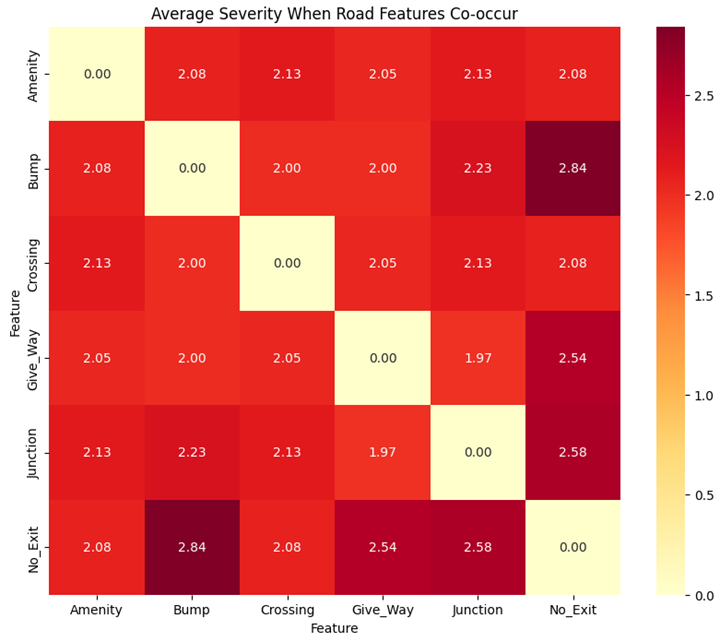 Average Severity When Road Features Co-occur
Amenity 0.00 2.08 2.13 2.05 2.13 2.08
Bump 2.08 0.00 2.00 2.00 2.23 2.84
Crossing 2.13 2.00 0.00 2.05 2.13 2.08
Give_Way 2.05 2.00 2.05 0.00 1.97 2.54
Junction 2.13 2.23 2.13 1.97 0.00 2.58
No_Exit 2.08 2.84 2.08 2.54 2.58 0.00
Feature
Amenity Bump Crossing Give_Way Junction No_Exit
Feature
2.5
2.0
1.5
1.0
0.5
0.0